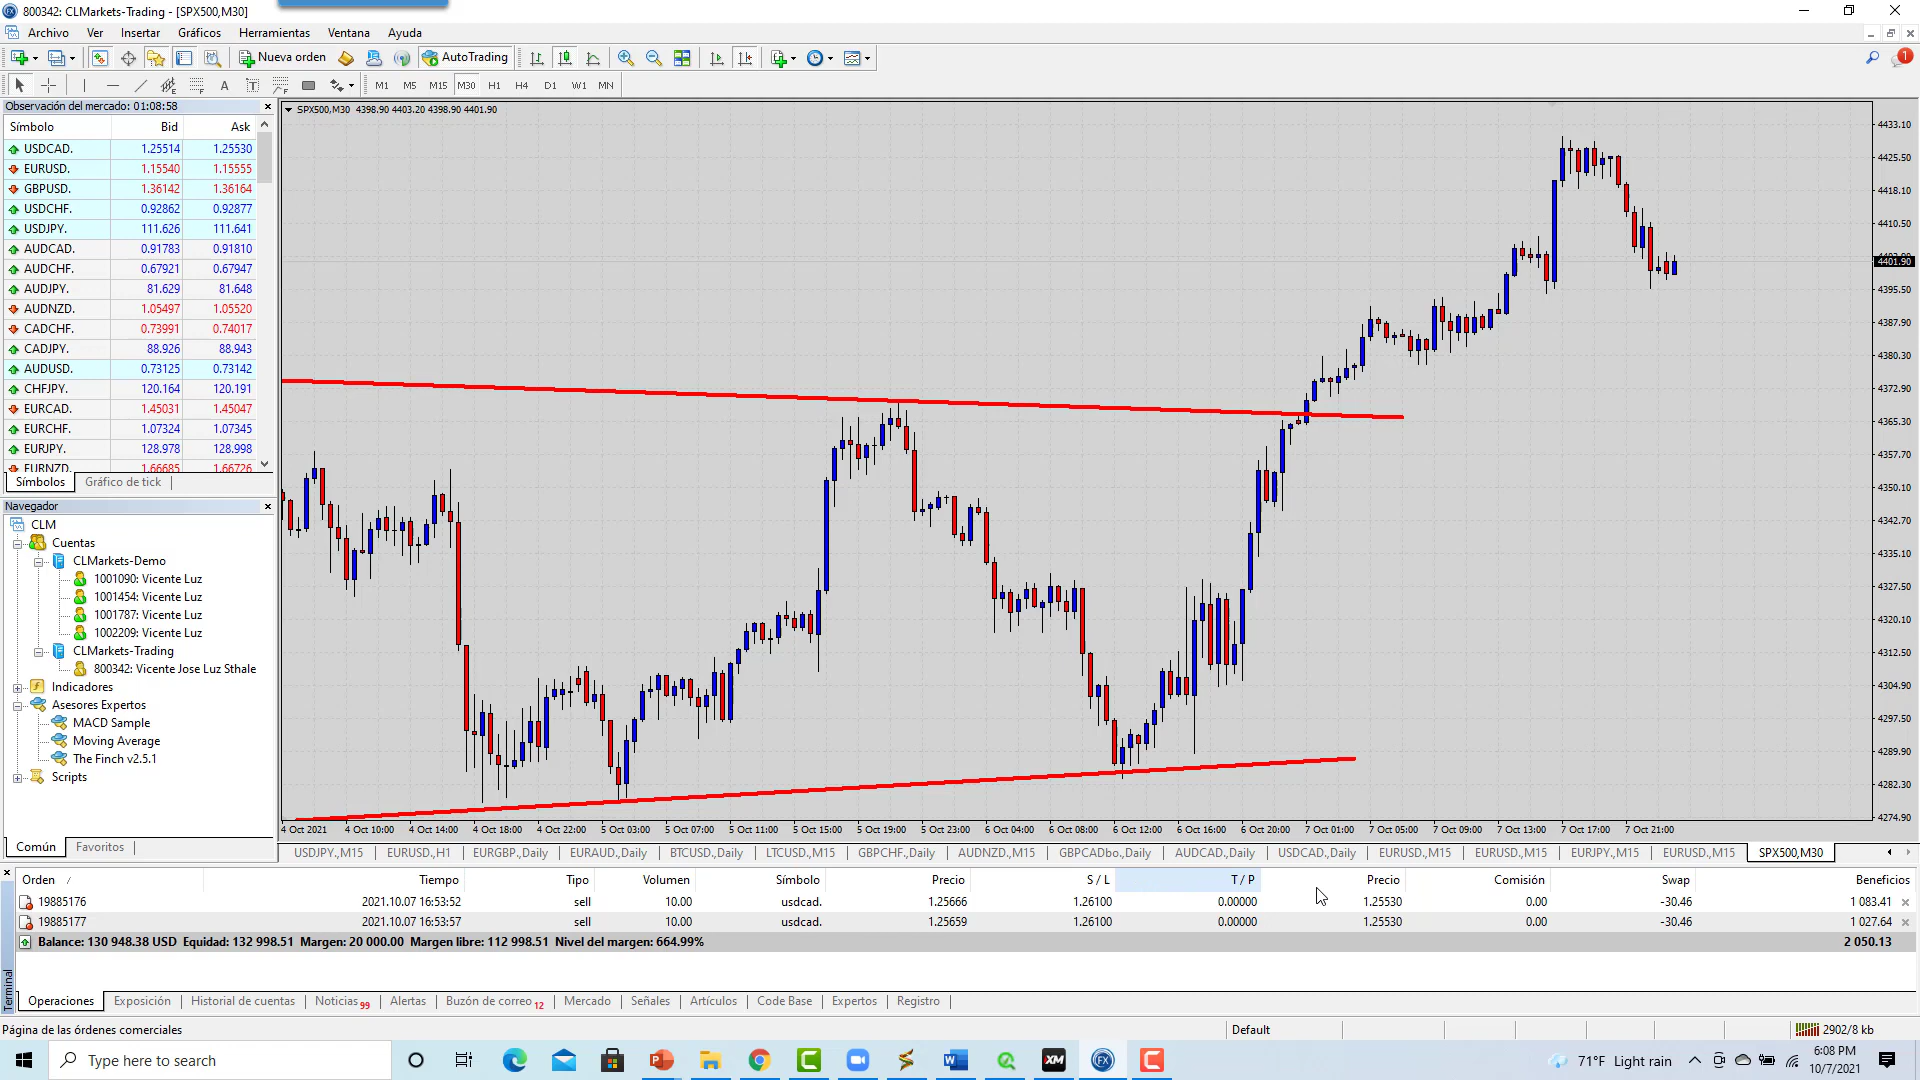 800342: CLMarkets-Trading - [SPX500,M30]
Archivo Ver Insertar Gráficos Herramientas Ventana Ayuda
Nueva orden AutoTrading
M1 M5 M15 M30 H1 H4 D1 W1 MN
1
Observación del mercado: 01:08:58
Símbolo Bid Ask
USDCAD. 1.25514 1.25530
EURUSD. 1.15540 1.15555
GBPUSD. 1.36142 1.36164
USDCHF. 0.92862 0.92877
USDJPY. 111.626 111.641
AUDCAD. 0.91783 0.91810
AUDCHF. 0.67921 0.67947
AUDJPY. 81.629 81.648
AUDNZD. 1.05497 1.05520
CADCHF. 0.73991 0.74017
CADJPY. 88.926 88.943
AUDUSD. 0.73125 0.73142
CHFJPY. 120.164 120.191
EURCAD. 1.45031 1.45047
EURCHF. 1.07324 1.07345
EURJPY. 128.978 128.998
EURNZD. 1.66685 1.66726
Símbolos Gráfico de tick
Navegador
CLM
Cuentas
CLMarkets-Demo
1001090: Vicente Luz
1001454: Vicente Luz
1001787: Vicente Luz
1002209: Vicente Luz
CLMarkets-Trading
800342: Vicente Jose Luz Sthale
Indicadores
Asesores Expertos
MACD Sample
Moving Average
The Finch v2.5.1
Scripts
Común Favoritos
SPX500,M30 4398.90 4403.20 4398.90 4401.90
4433.10
4425.50
4418.10
4410.50
4401.90
4395.50
4387.90
4380.30
4372.90
4365.30
4357.70
4350.10
4342.70
4335.10
4327.50
4320.10
4312.50
4304.90
4297.50
4289.90
4282.30
4274.90
4 Oct 2021 4 Oct 10:00 4 Oct 14:00 4 Oct 18:00 4 Oct 22:00 5 Oct 03:00 5 Oct 07:00 5 Oct 11:00 5 Oct 15:00 5 Oct 19:00 5 Oct 23:00 6 Oct 04:00 6 Oct 08:00 6 Oct 12:00 6 Oct 16:00 6 Oct 20:00 7 Oct 01:00 7 Oct 05:00 7 Oct 09:00 7 Oct 13:00 7 Oct 17:00 7 Oct 21:00
USDJPY.,M15 EURUSD.,H1 EURGBP.,Daily EURAUD.,Daily BTCUSD.,Daily LTCUSD.,M15 GBPCHF.,Daily AUDNZD.,M15 GBPCADbo.,Daily AUDCAD.,Daily USDCAD.,Daily EURUSD.,M15 EURUSD.,M15 EURJPY.,M15 EURUSD.,M15 SPX500,M30
Orden / Tiempo Tipo Volumen Símbolo Precio S / L T / P Precio Comisión Swap Beneficios
19885176 2021.10.07 16:53:52 sell 10.00 usdcad. 1.25666 1.26100 0.00000 1.25530 0.00 -30.46 1 083.41
19885177 2021.10.07 16:53:57 sell 10.00 usdcad. 1.25659 1.26100 0.00000 1.25530 0.00 -30.46 1 027.64
Balance: 130 948.38 USD Equidad: 132 998.51 Margen: 20 000.00 Margen libre: 112 998.51 Nivel del margen: 664.99% 2 050.13
Terminal
Operaciones Exposición Historial de cuentas Noticias 99 Alertas Buzón de correo 12 Mercado Señales Artículos Code Base Expertos Registro
Página de las órdenes comerciales Default 2902/8 kb
Type here to search
XM FX
71°F Light rain
6:08 PM
10/7/2021